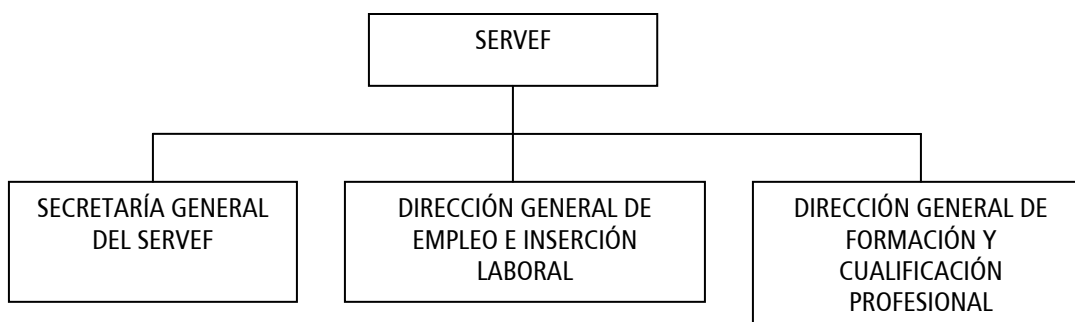 SERVEF
SECRETARÍA GENERAL
DEL SERVEF
DIRECCIÓN GENERAL DE
EMPLEO E INSERCIÓN
LABORAL
DIRECCIÓN GENERAL DE
FORMACIÓN Y
CUALIFICACIÓN
PROFESIONAL